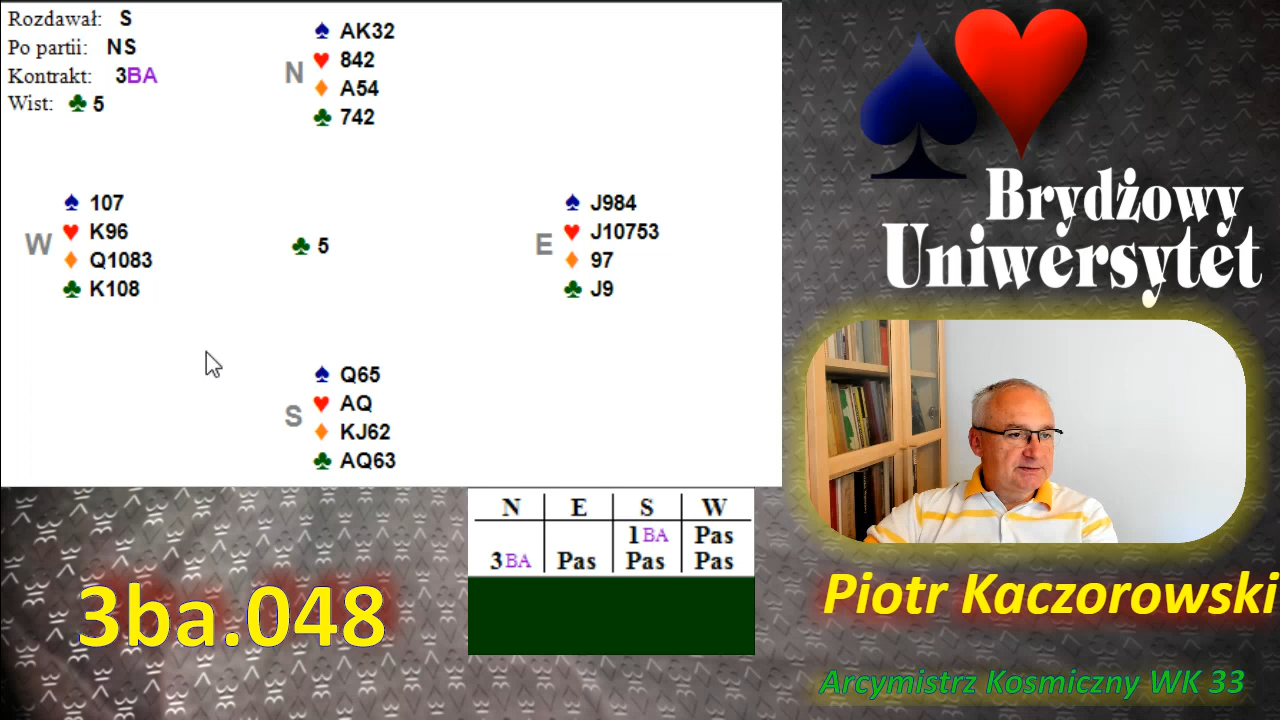 Rozdawał: S
Po partii: NS
Kontrakt: 3BA
Wist: ♣ 5
N
♠ AK32
♥ 842
♦ A54
♣ 742
W
♠ 107
♥ K96
♦ Q1083
♣ K108
♣ 5
E
♠ J984
♥ J10753
♦ 97
♣ J9
S
♠ Q65
♥ AQ
♦ KJ62
♣ AQ63
N E S W
1BA Pas
3BA Pas Pas Pas
3ba.048
Brydżowy
Uniwersytet
Piotr Kaczorowski
Arcymistrz Kosmiczny WK 33